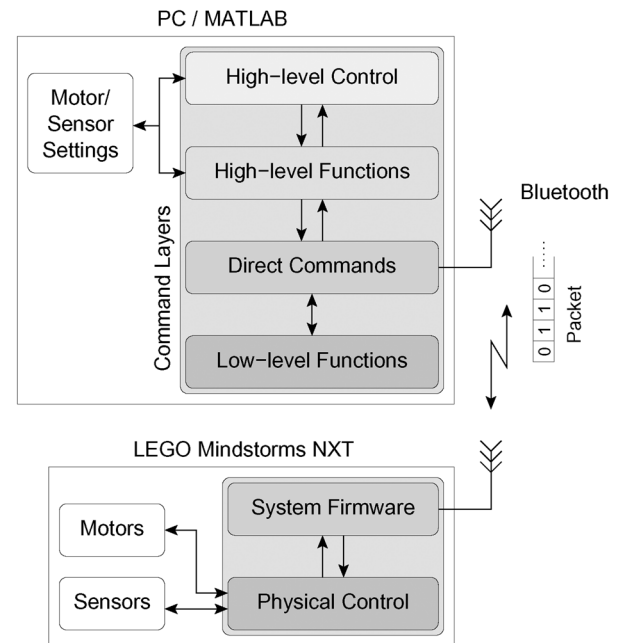 PC / MATLAB
High−level Control
Motor/
Sensor
Settings
High−level Functions
Command Layers
Direct Commands
Low−level Functions
Bluetooth
0 1 1 0 .....
Packet
LEGO Mindstorms NXT
System Firmware
Motors
Sensors
Physical Control